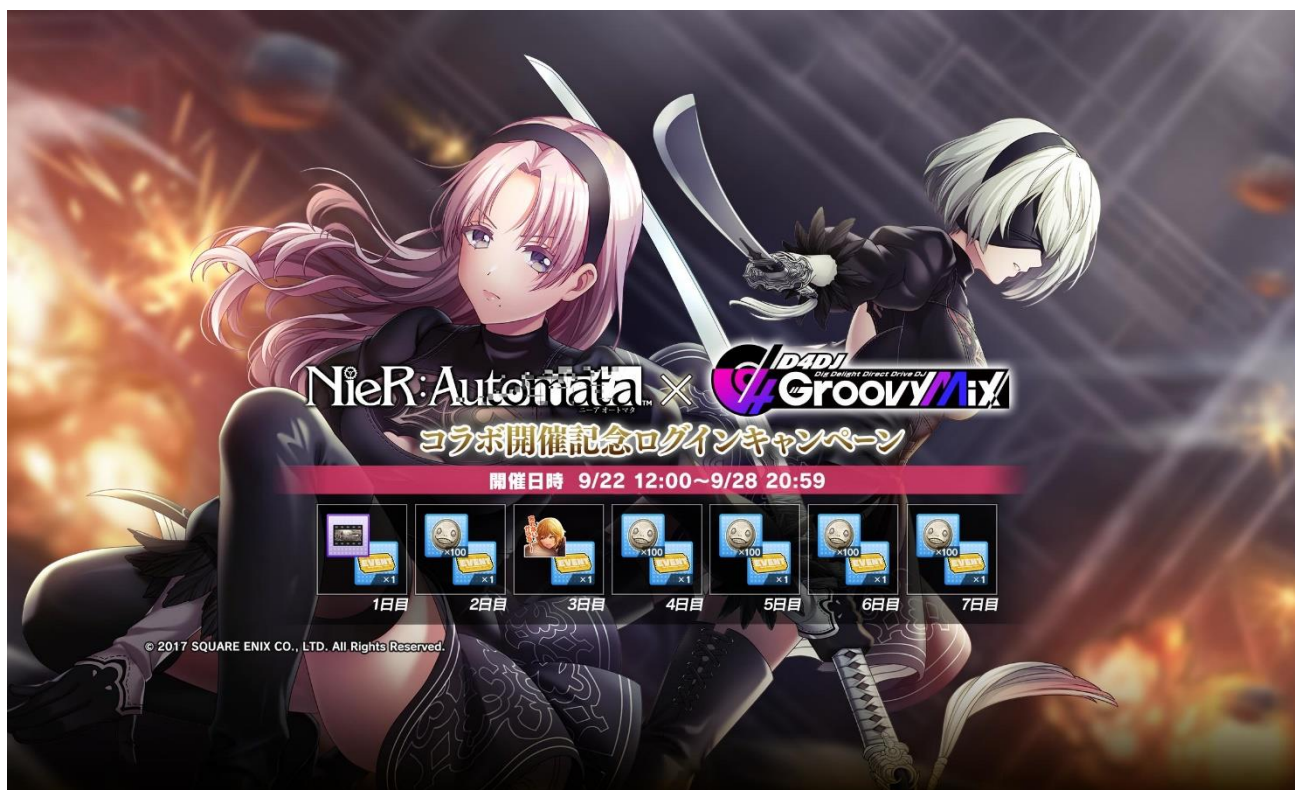 NieR:Automata™
ニーア オートマタ
×
D4DJ
Dig Delight Direct Drive DJ
Groovy Mix
コラボ開催記念ログインキャンペーン
開催日時 9/22 12:00~9/28 20:59
EVENT ×1
×100 EVENT ×1
EVENT ×1
×100 EVENT ×1
×100 EVENT ×1
×100 EVENT ×1
×100 EVENT ×1
1日目 2日目 3日目 4日目 5日目 6日目 7日目
© 2017 SQUARE ENIX CO., LTD. All Rights Reserved.